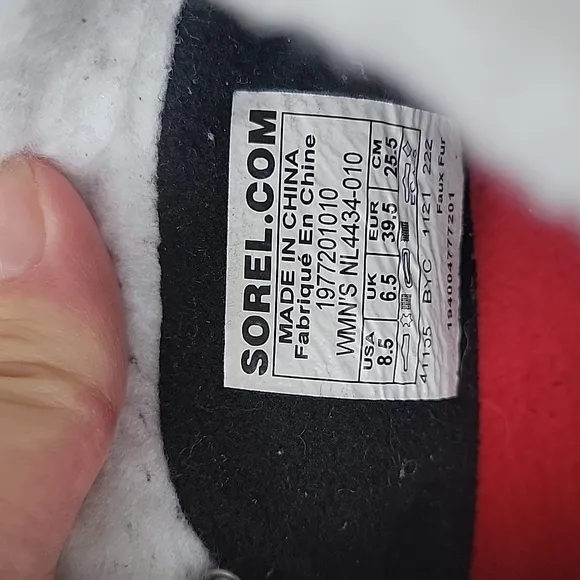 SOREL.COM
MADE IN CHINA
Fabriqué En Chine
1977201010
WMN'S NL4434-010
USA UK EUR CM
8.5 6.5 39.5 25.5
41105 BYC 1121 222
Faux Fur
194004777201